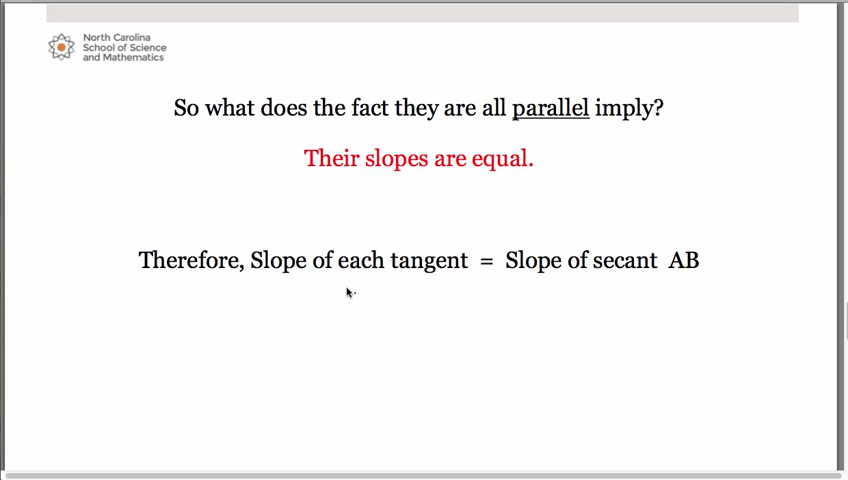 North Carolina
School of Science
and Mathematics
So what does the fact they are all parallel imply?
Their slopes are equal.
Therefore, Slope of each tangent = Slope of secant AB